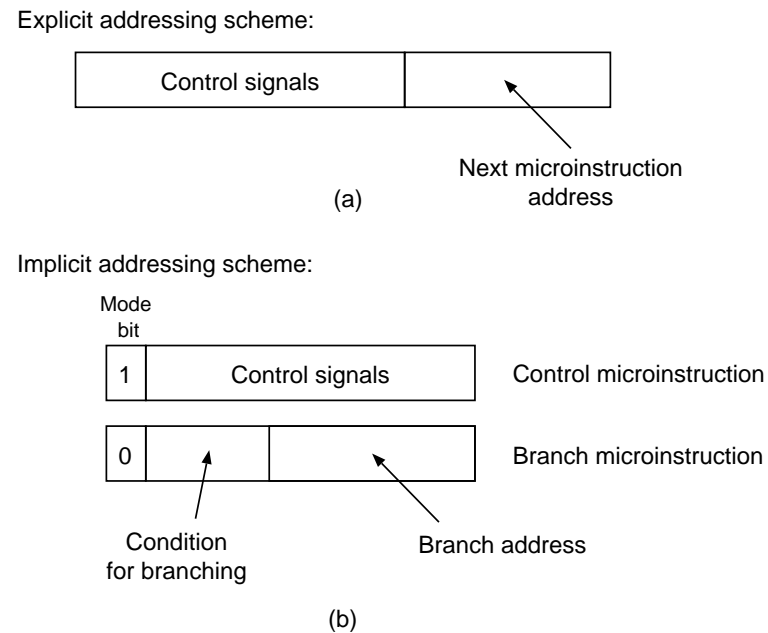 Explicit addressing scheme:
Control signals
Next microinstruction
address
(a)
Implicit addressing scheme:
Mode
bit
1
Control signals
Control microinstruction
0
Branch microinstruction
Condition
for branching
Branch address
(b)